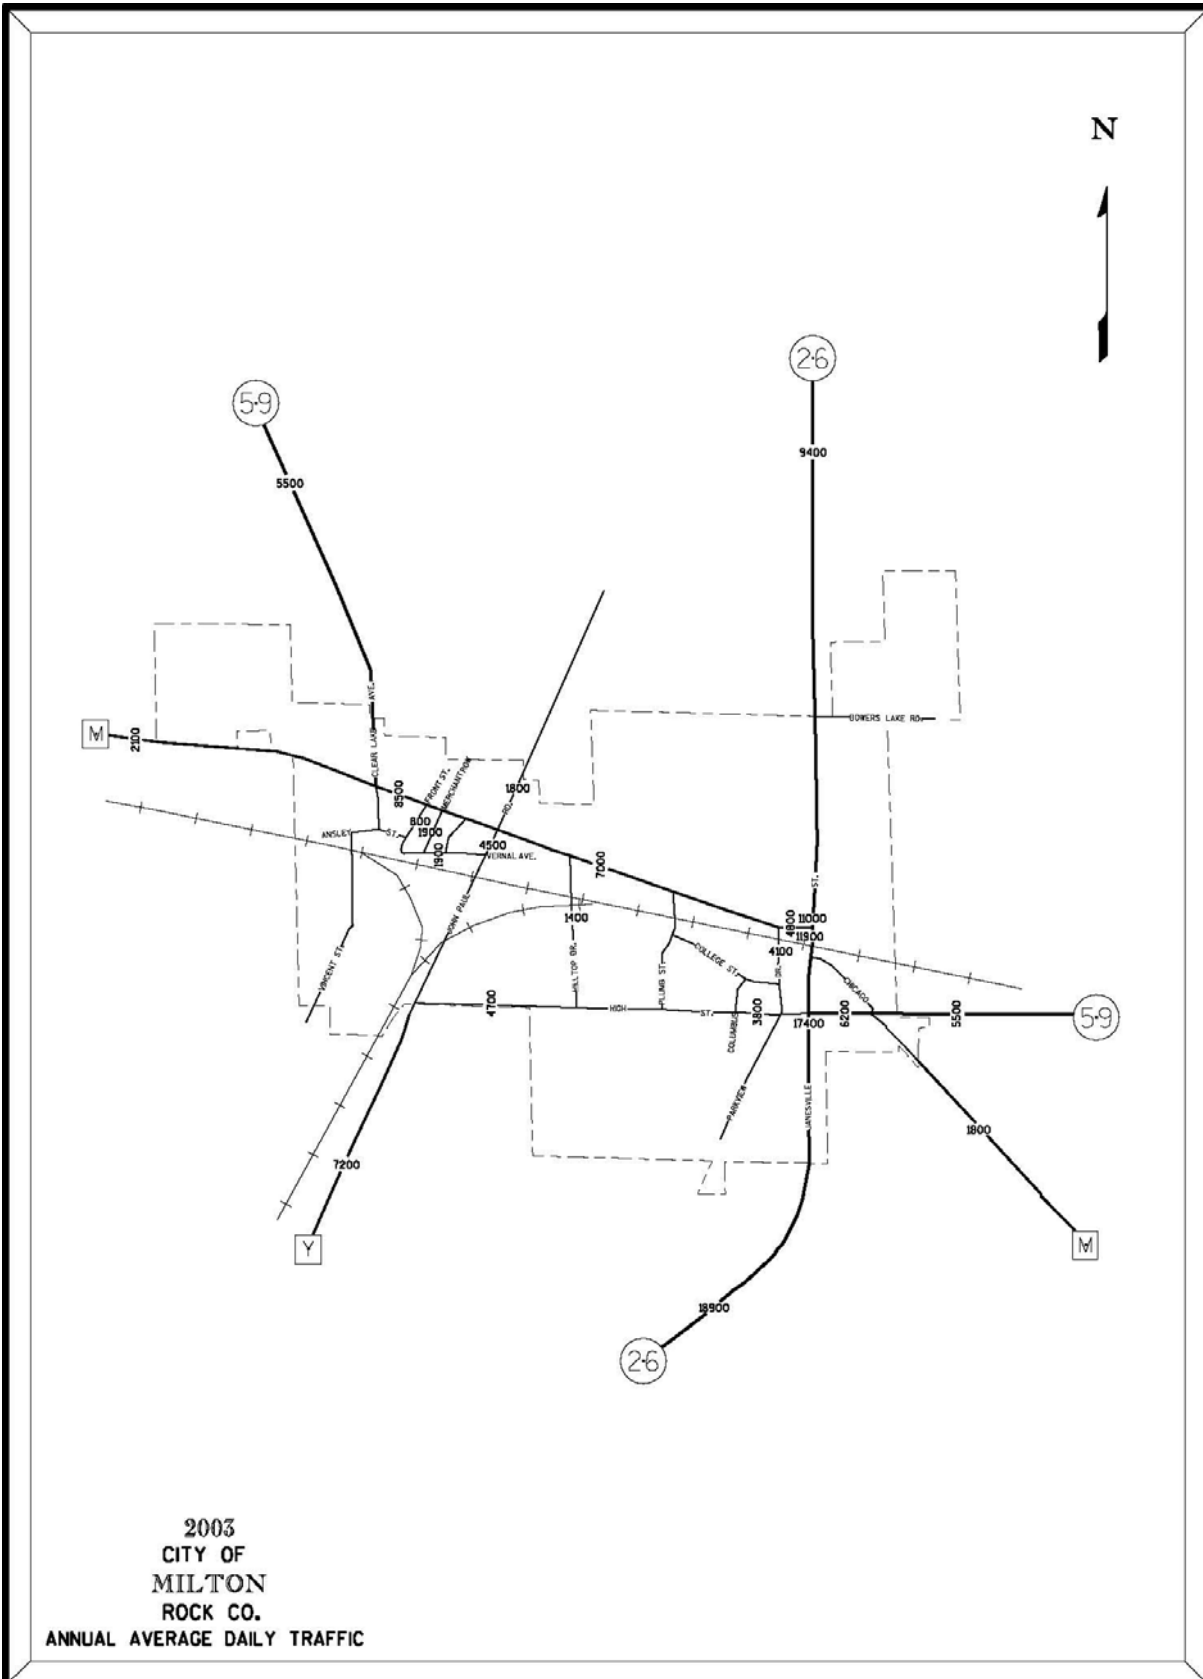 N
26
59
9400
5500
BOWERS LAKE RD.
M
2100
CLEAR LAKE AVE.
8500
FRONT ST.
MERCHANT ROW
1800
RD.
800
1900
ANSLEY ST.
4500
1900
VERNAL AVE.
7000
ST.
4800
11000
1400
JOHN PAUL
11900
4100
COLLEGE ST.
DR.
VINCENT ST.
HILLTOP DR.
PLUMB ST.
CHICAGO
4700
HIGH ST.
COLUMBUS
3800
17400
6200
5500
59
PARKVIEW
JANESVILLE
1800
7200
Y
M
18900
26
2003
CITY OF
MILTON
ROCK CO.
ANNUAL AVERAGE DAILY TRAFFIC